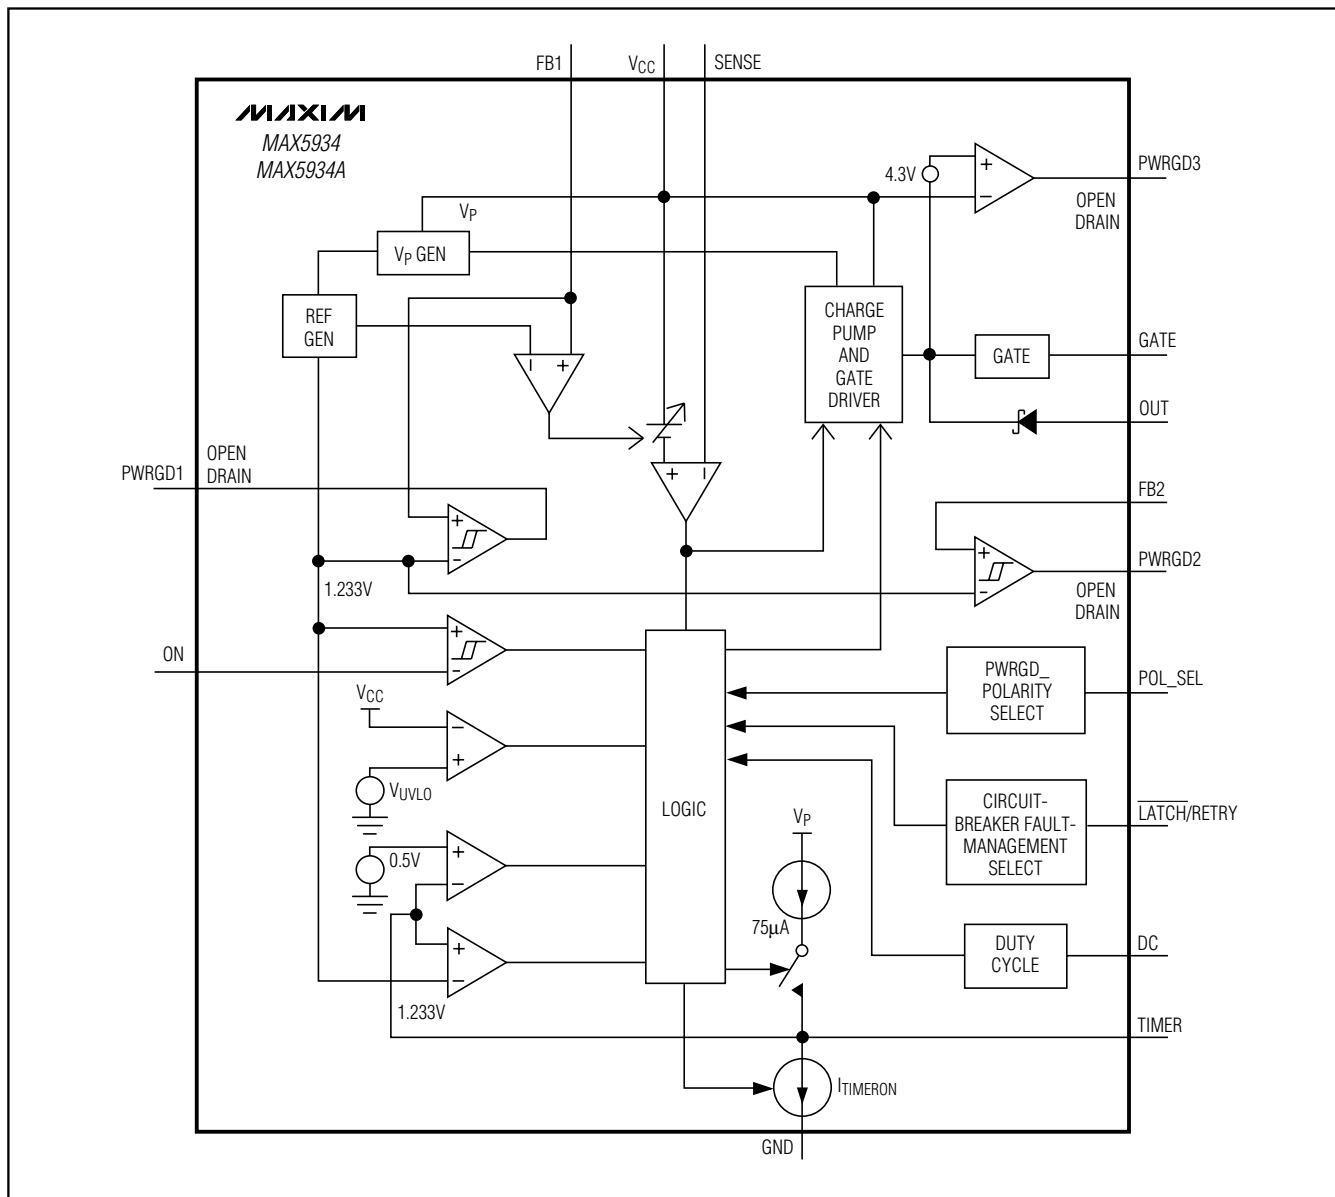 FB1
VCC
SENSE
MAXIM
MAX5934
MAX5934A
4.3V
+
−
PWRGD3
OPEN
DRAIN
VP
VP GEN
REF
GEN
CHARGE
PUMP
AND
GATE
DRIVER
GATE
GATE
OUT
− +
PWRGD1
OPEN
DRAIN
+ −
FB2
+
-
PWRGD2
OPEN
DRAIN
+
-
1.233V
ON
+
-
VCC
−
+
VUVLO
0.5V
+
−
+
−
1.233V
LOGIC
PWRGD_
POLARITY
SELECT
POL_SEL
CIRCUIT-
BREAKER FAULT-
MANAGEMENT
SELECT
LATCH/RETRY
VP
75µA
DUTY
CYCLE
DC
TIMER
ITIMERON
GND